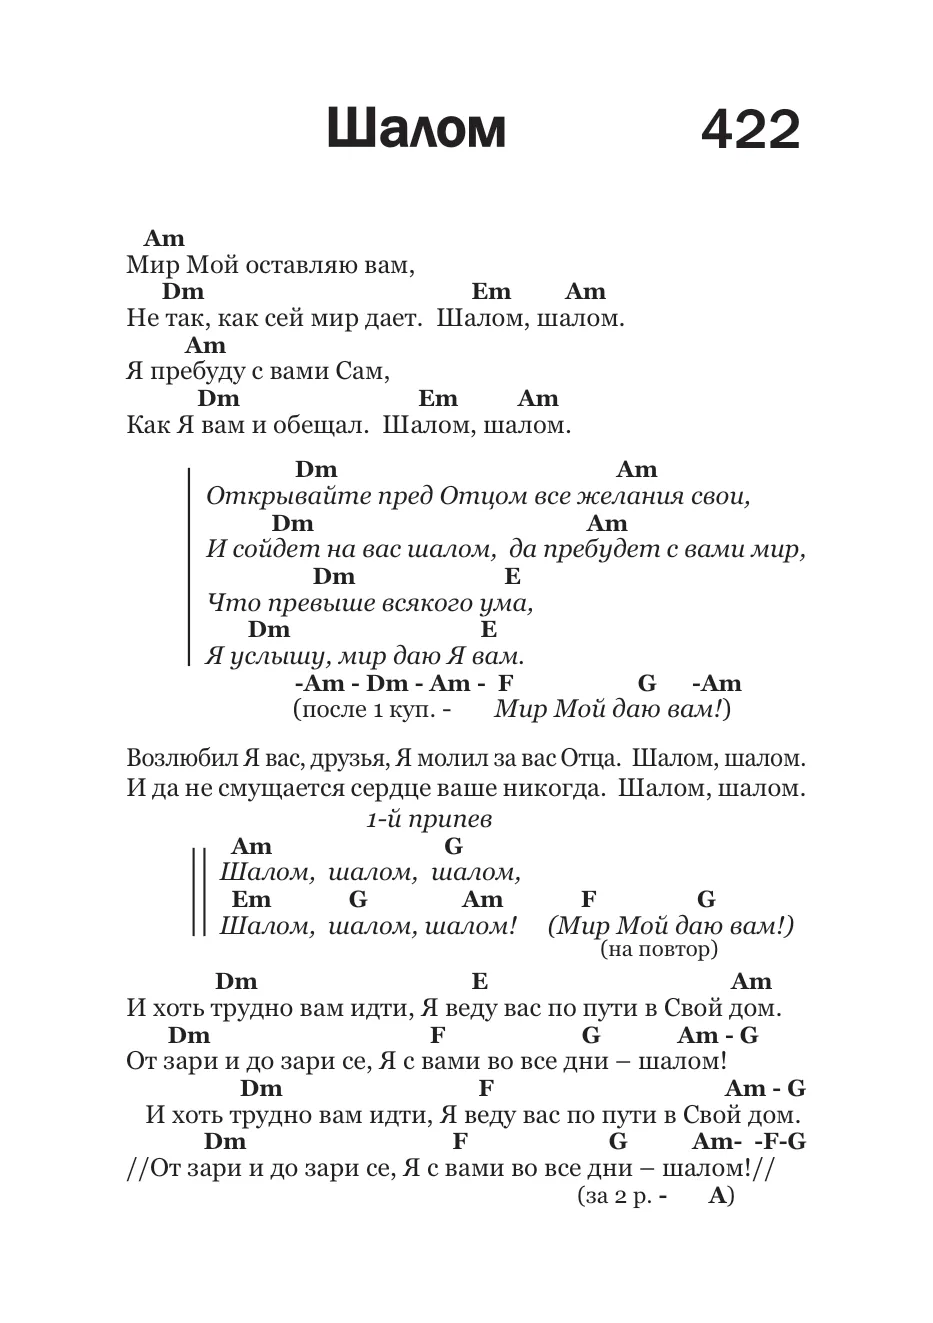 Шалом 422
Am
Мир Мой оставляю вам,
Dm Em Am
Не так, как сей мир дает. Шалом, шалом.
Am
Я пребуду с вами Сам,
Dm Em Am
Как Я вам и обещал. Шалом, шалом.
Dm Am
Открывайте пред Отцом все желания свои,
Dm Am
И сойдет на вас шалом, да пребудет с вами мир,
Dm E
Что превыше всякого ума,
Dm E
Я услышу, мир даю Я вам.
-Am - Dm - Am - F G -Am
(после 1 куп. - Мир Мой даю вам!)
Возлюбил Я вас, друзья, Я молил за вас Отца. Шалом, шалом.
И да не смущается сердце ваше никогда. Шалом, шалом.
1-й припев
Am G
Шалом, шалом, шалом,
Em G Am F G
Шалом, шалом, шалом! (Мир Мой даю вам!)
(на повтор)
Dm E Am
И хоть трудно вам идти, Я веду вас по пути в Свой дом.
Dm F G Am - G
От зари и до зари се, Я с вами во все дни – шалом!
Dm F Am - G
И хоть трудно вам идти, Я веду вас по пути в Свой дом.
Dm F G Am- -F-G
//От зари и до зари се, Я с вами во все дни – шалом!//
(за 2 р. - A)